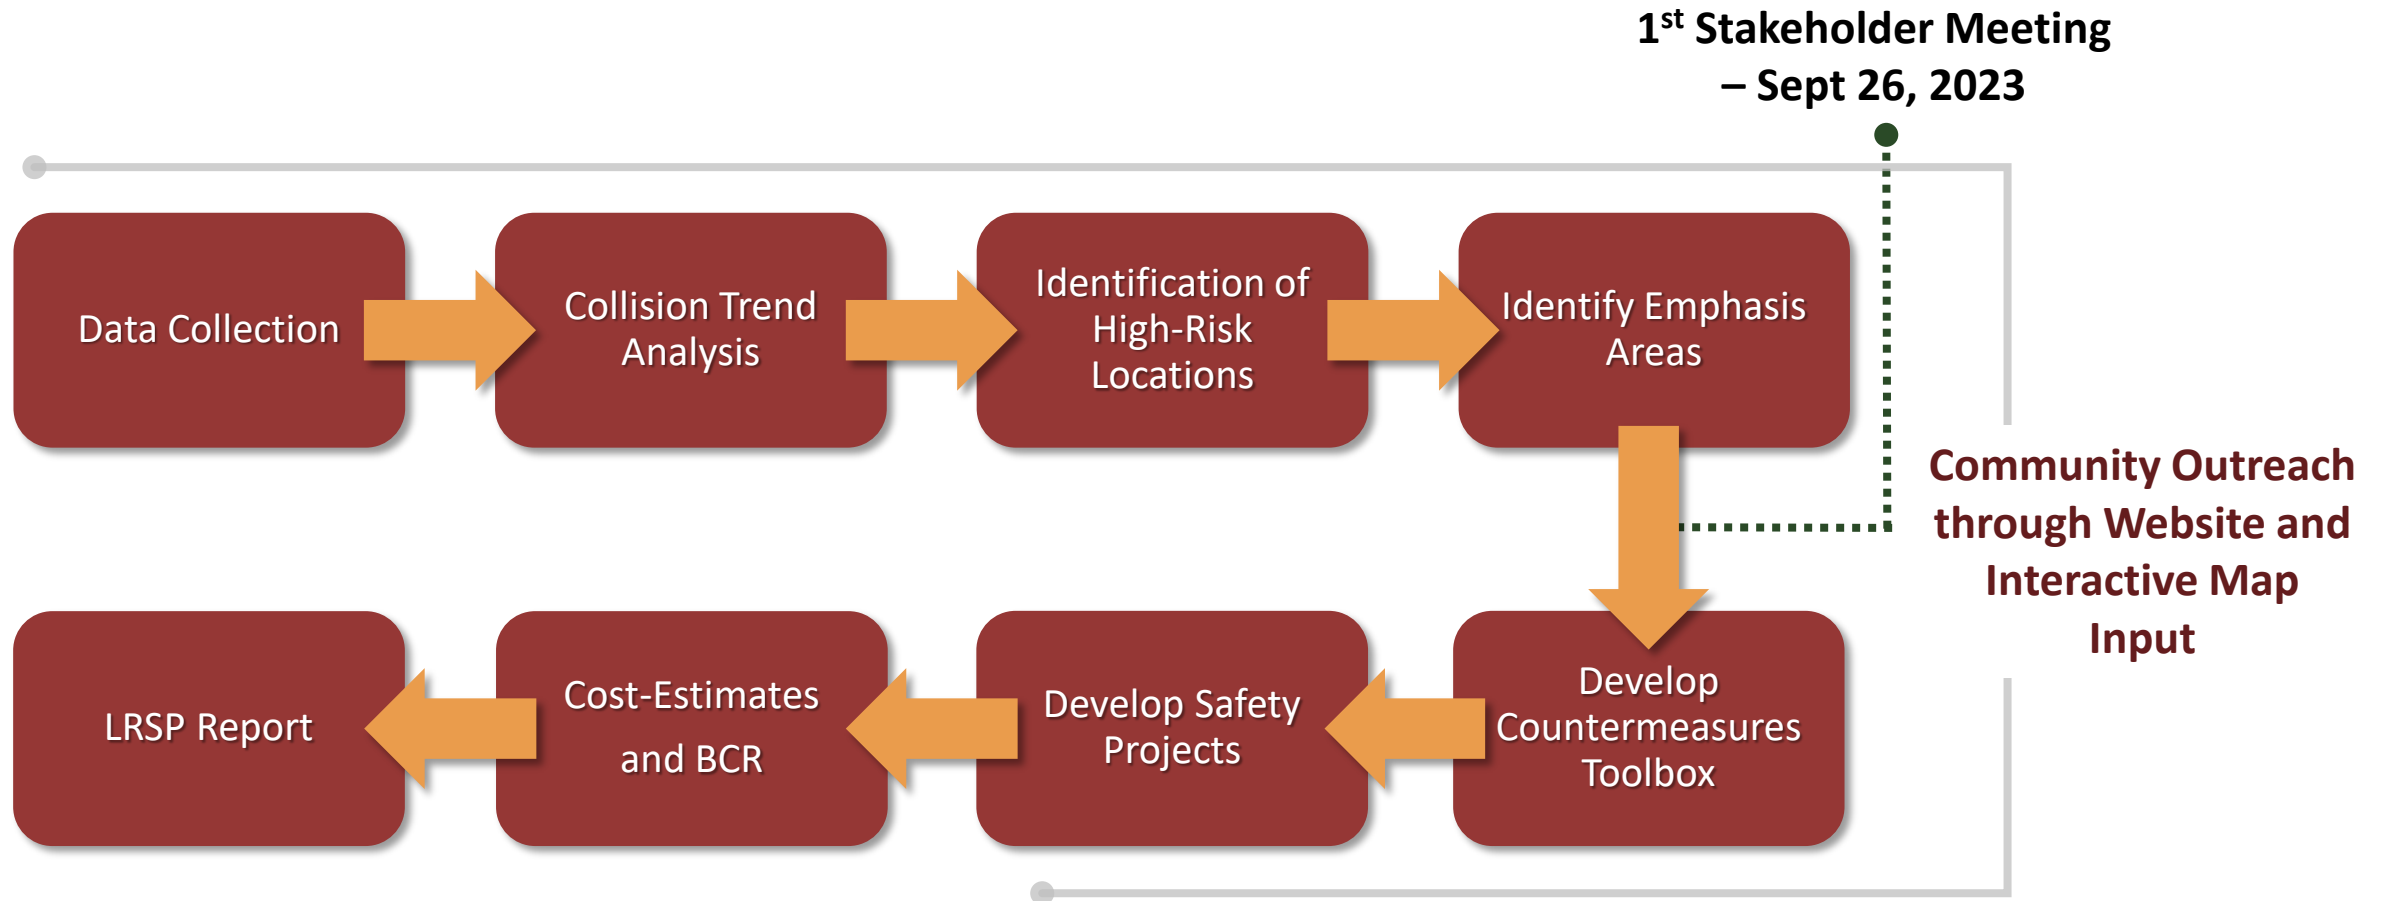 1st Stakeholder Meeting
– Sept 26, 2023
Data Collection
Collision Trend
Analysis
Identification of
High-Risk
Locations
Identify Emphasis
Areas
Community Outreach
through Website and
Interactive Map
Input
Develop
Countermeasures
Toolbox
Develop Safety
Projects
Cost-Estimates
and BCR
LRSP Report